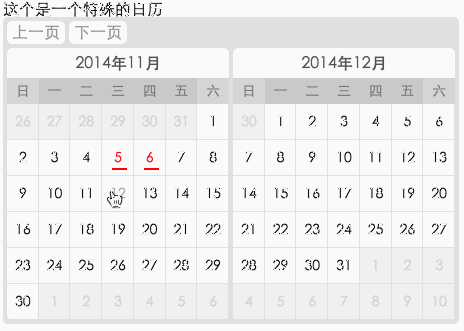 这个是一个特殊的日历
上一页 下一页
2014年11月 2014年12月
日 一 二 三 四 五 六 日 一 二 三 四 五 六
26 27 28 29 30 31 1 30 1 2 3 4 5 6
2 3 4 5 6 7 8 7 8 9 10 11 12 13
9 10 11 12 13 14 15 14 15 16 17 18 19 20
16 17 18 19 20 21 22 21 22 23 24 25 26 27
23 24 25 26 27 28 29 28 29 30 31 1 2 3
30 1 2 3 4 5 6 4 5 6 7 8 9 10